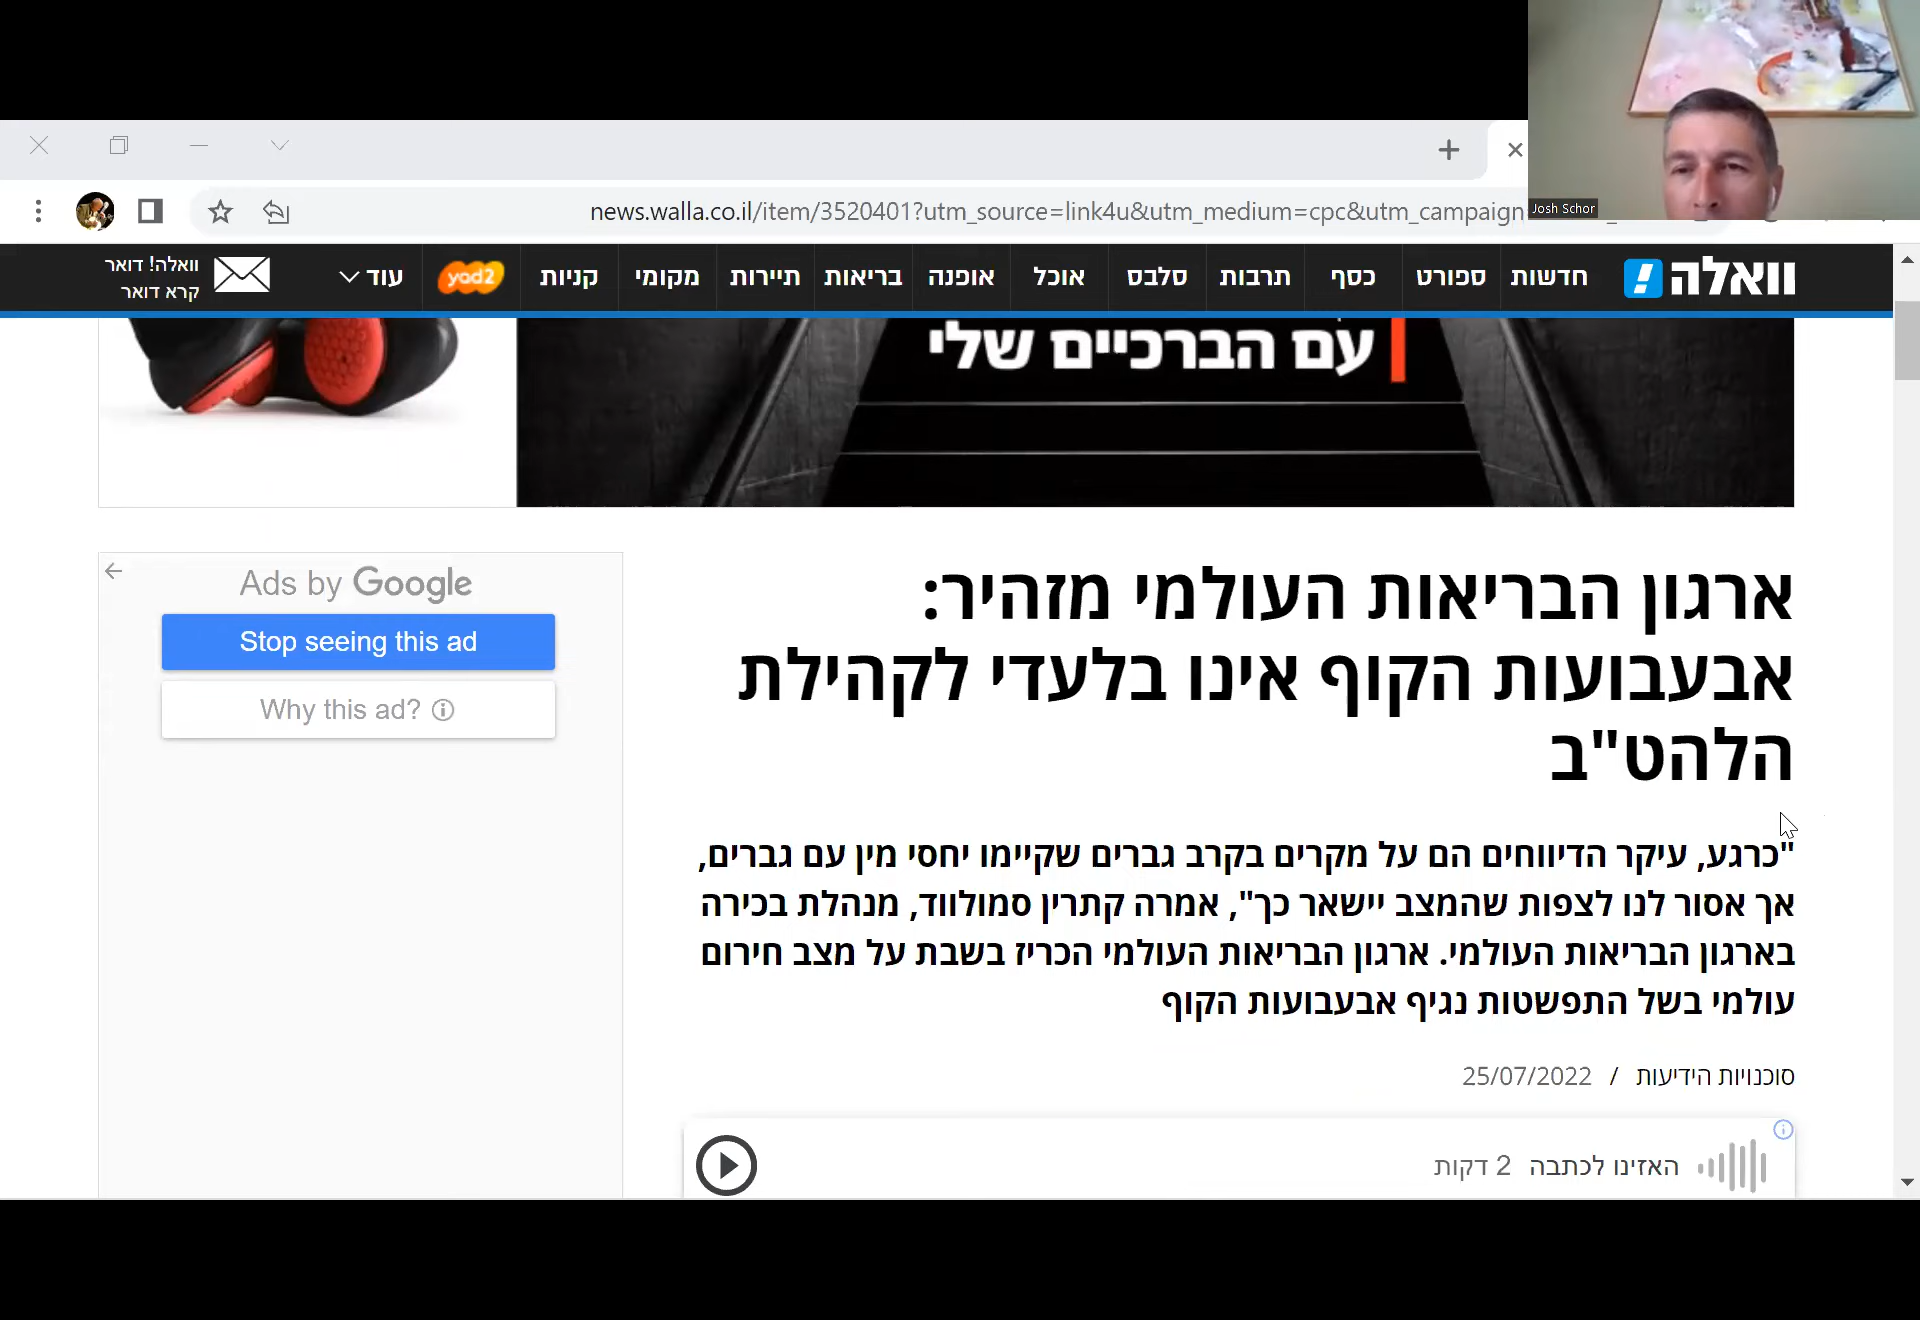 Josh Schor
news.walla.co.il/item/3520401?utm_source=link4u&utm_medium=cpc&utm_campaign
וואלה!
חדשות
ספורט
כסף
תרבות
סלבס
אוכל
אופנה
בריאות
תיירות
מקומי
קניות
yad2
עוד
וואלה! דואר
קרא דואר
עם הברכיים שלי
ארגון הבריאות העולמי מזהיר:
אבעבועות הקוף אינו בלעדי לקהילת
הלהט"ב
"כרגע, עיקר הדיווחים הם על מקרים בקרב גברים שקיימו יחסי מין עם גברים,
אך אסור לנו לצפות שהמצב יישאר כך", אמרה קתרין סמולווד, מנהלת בכירה
בארגון הבריאות העולמי. ארגון הבריאות העולמי הכריז בשבת על מצב חירום
עולמי בשל התפשטות נגיף אבעבועות הקוף
סוכנויות הידיעות / 25/07/2022
האזינו לכתבה 2 דקות
Ads by Google
Stop seeing this ad
Why this ad?